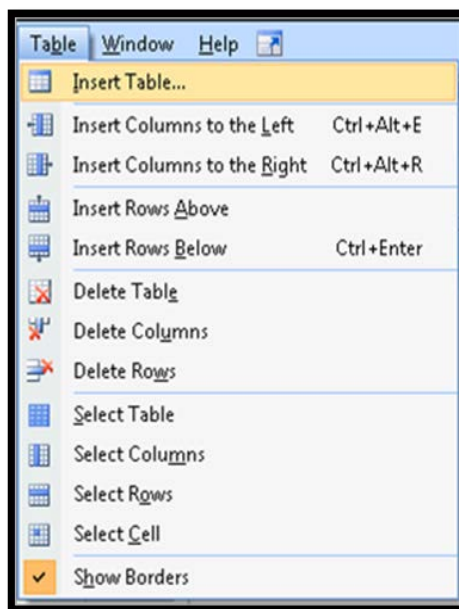 Table Window Help
Insert Table...
Insert Columns to the Left Ctrl+Alt+E
Insert Columns to the Right Ctrl+Alt+R
Insert Rows Above
Insert Rows Below Ctrl+Enter
Delete Table
Delete Columns
Delete Rows
Select Table
Select Columns
Select Rows
Select Cell
Show Borders